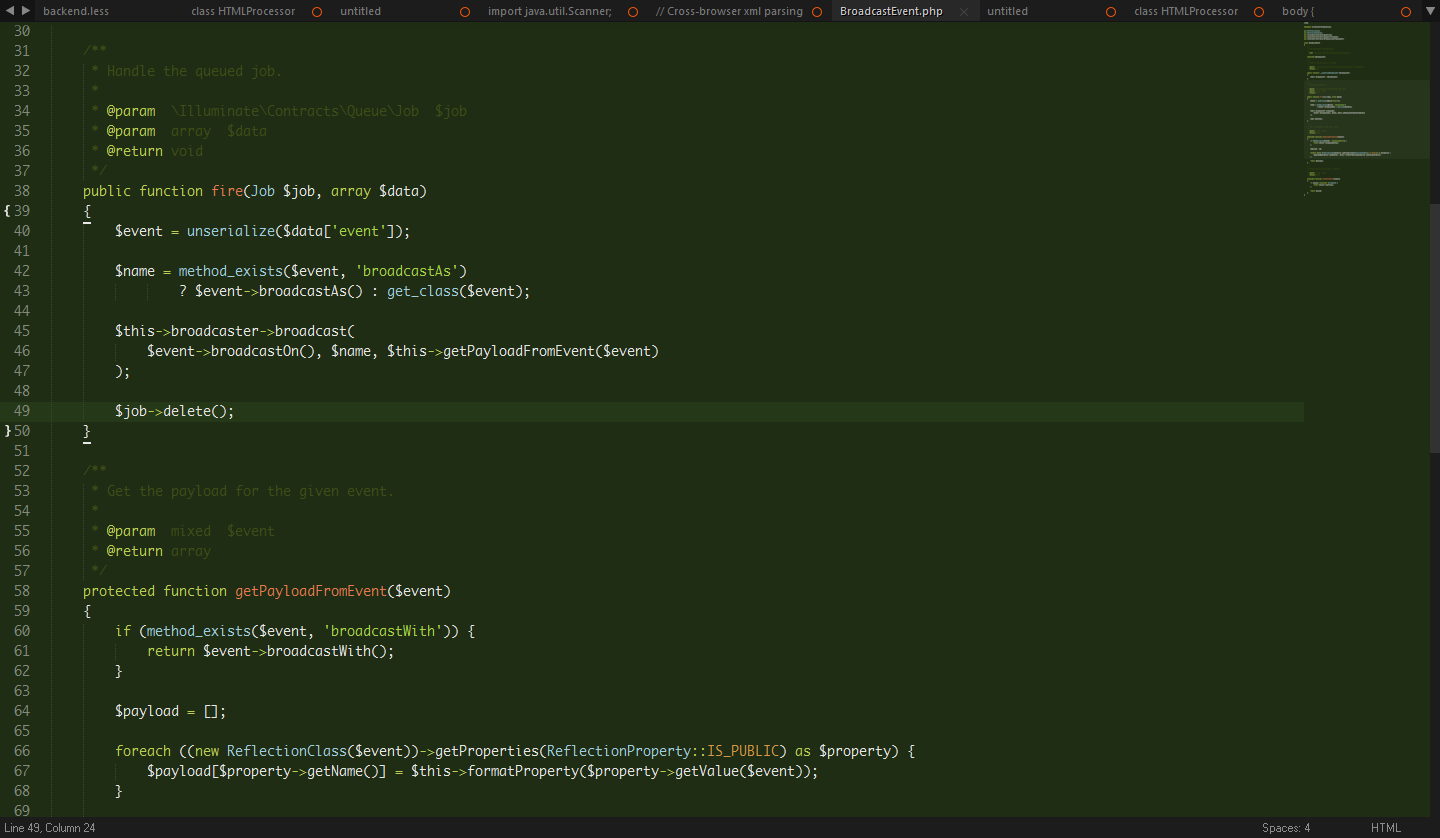 backend.less class HTMLProcessor untitled import java.util.Scanner; // Cross-browser xml parsing BroadcastEvent.php untitled class HTMLProcessor body {
30
31 /**
32 * Handle the queued job.
33 *
34 * @param  \Illuminate\Contracts\Queue\Job  $job
35 * @param  array  $data
36 * @return void
37 */
38 public function fire(Job $job, array $data)
{ 39 {
40 $event = unserialize($data['event']);
41
42 $name = method_exists($event, 'broadcastAs')
43 ? $event->broadcastAs() : get_class($event);
44
45 $this->broadcaster->broadcast(
46 $event->broadcastOn(), $name, $this->getPayloadFromEvent($event)
47 );
48
49 $job->delete();
} 50 }
51
52 /**
53 * Get the payload for the given event.
54 *
55 * @param  mixed  $event
56 * @return array
57 */
58 protected function getPayloadFromEvent($event)
59 {
60 if (method_exists($event, 'broadcastWith')) {
61 return $event->broadcastWith();
62 }
63
64 $payload = [];
65
66 foreach ((new ReflectionClass($event))->getProperties(ReflectionProperty::IS_PUBLIC) as $property) {
67 $payload[$property->getName()] = $this->formatProperty($property->getValue($event));
68 }
69
Line 49, Column 24 Spaces: 4 HTML